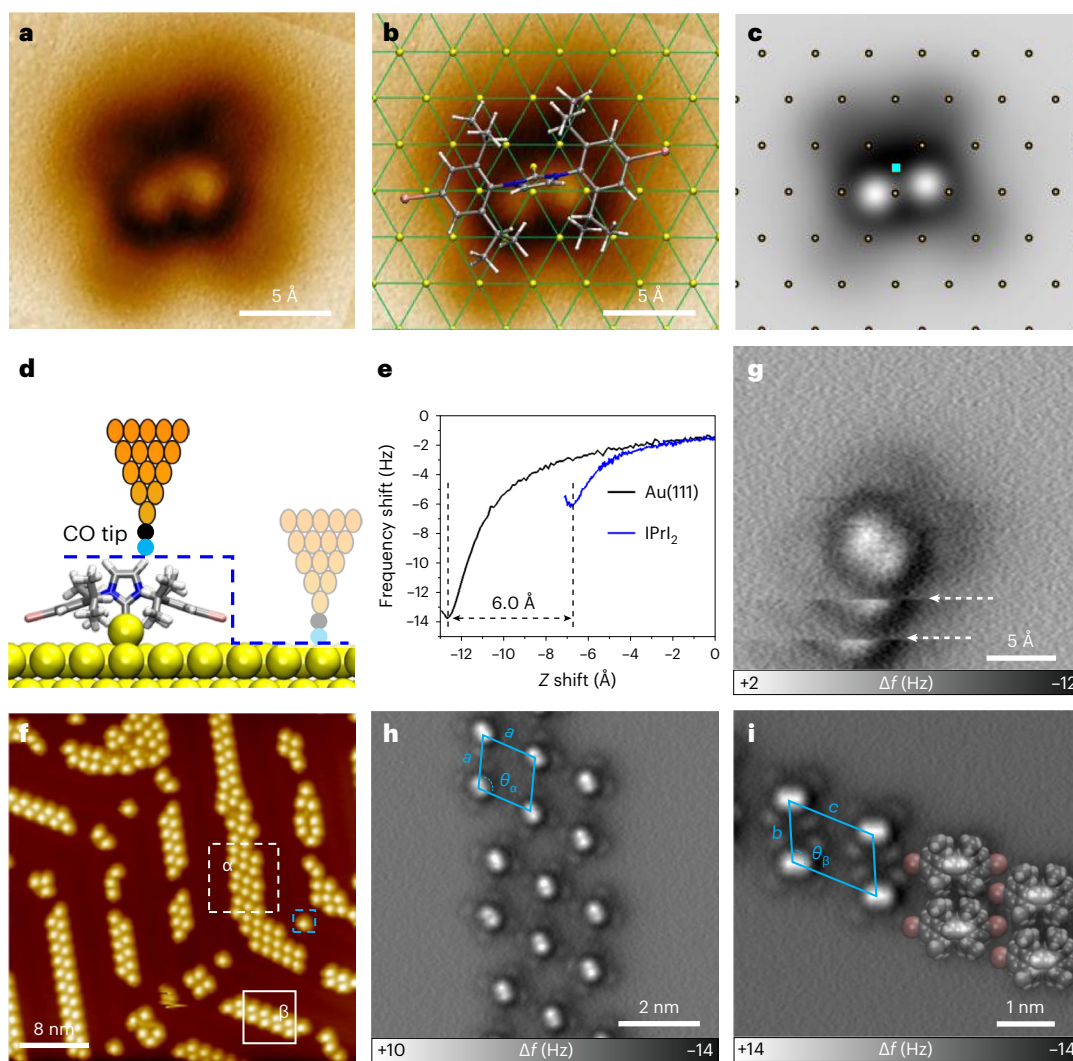 a
5 Å
b
5 Å
c
d
CO tip
e
Frequency shift (Hz)
0
−2
−4
−6
−8
−10
−12
−14
Au(111)
IPrI₂
6.0 Å
−12 −10 −8 −6 −4 −2 0
Z shift (Å)
g
5 Å
+2 Δf (Hz) −12
f
α
β
8 nm
h
a
a
θα
2 nm
+10 Δf (Hz) −14
i
c
b
θβ
1 nm
+14 Δf (Hz) −14